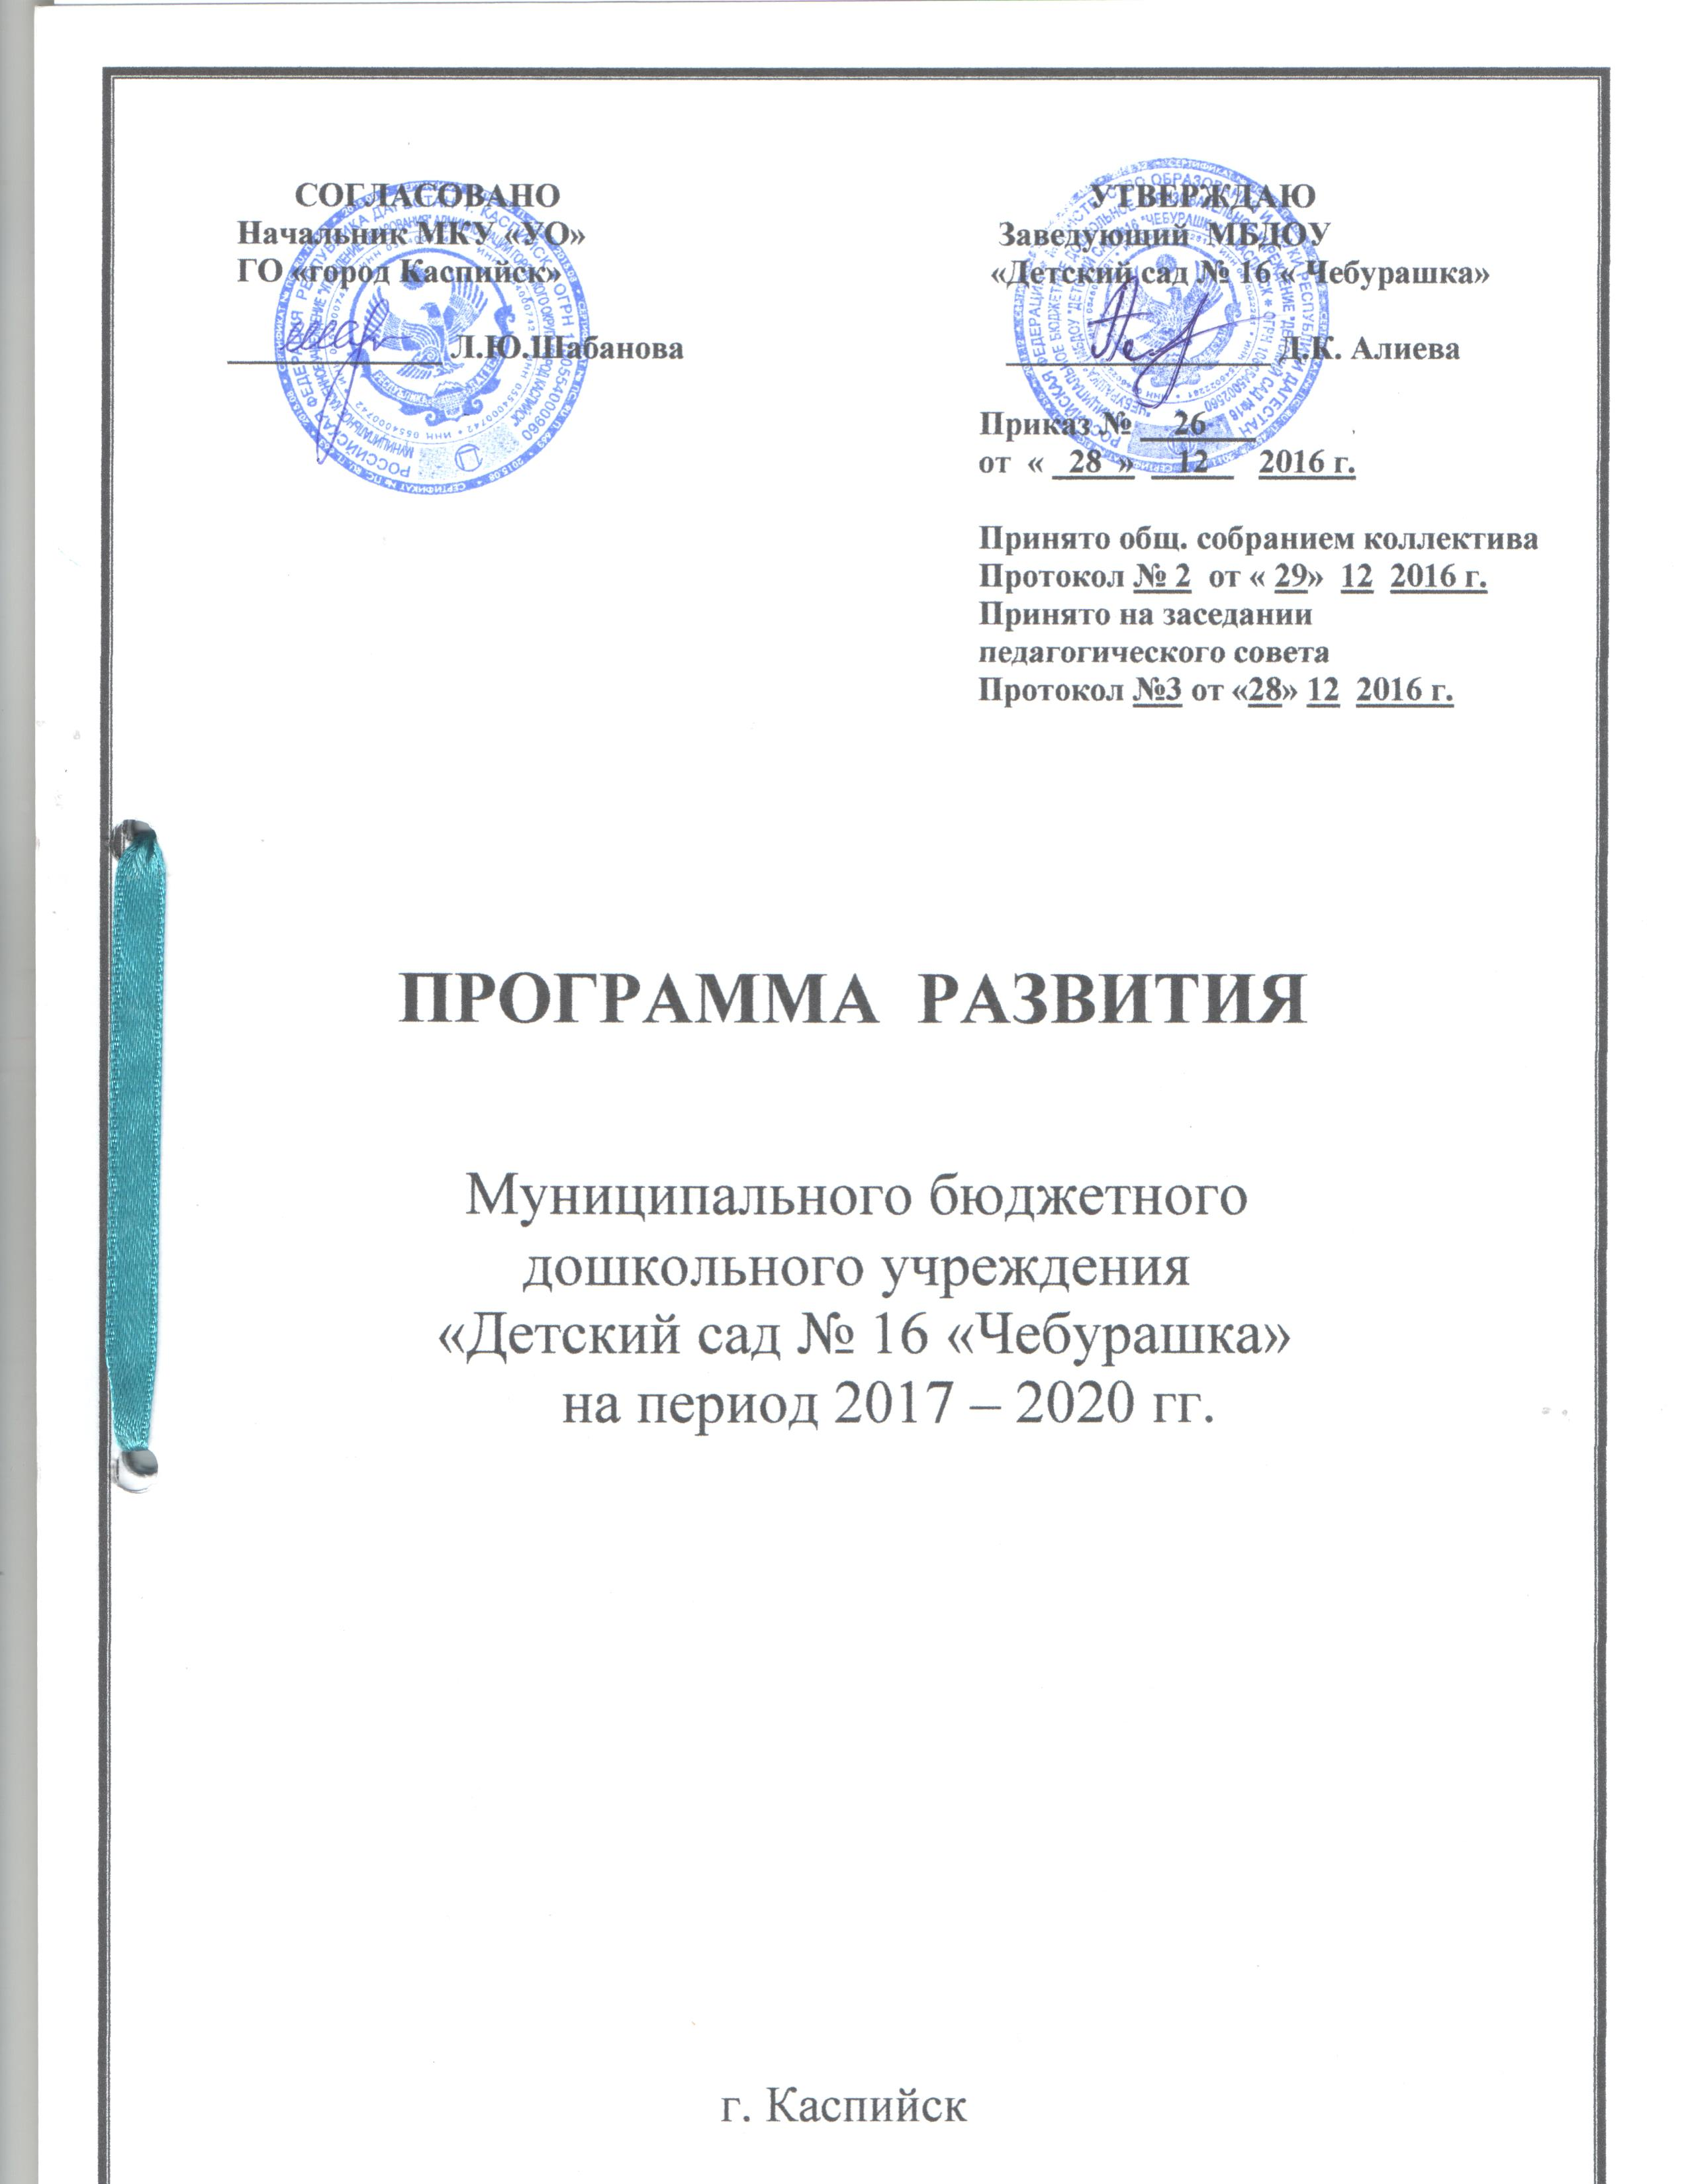 СОГЛАСОВАНО
Начальник МКУ «УО»
ГО «город Каспийск»
Л.Ю.Шабанова
УТВЕРЖДАЮ
Заведующий МБДОУ
«Детский сад № 16 « Чебурашка»
Д.К. Алиева
Приказ № 26
от « 28 » 12 2016 г.
Принято общ. собранием коллектива
Протокол № 2 от « 29» 12 2016 г.
Принято на заседании
педагогического совета
Протокол №3 от «28» 12 2016 г.
ПРОГРАММА РАЗВИТИЯ
Муниципального бюджетного
дошкольного учреждения
«Детский сад № 16 «Чебурашка»
на период 2017 – 2020 гг.
г. Каспийск